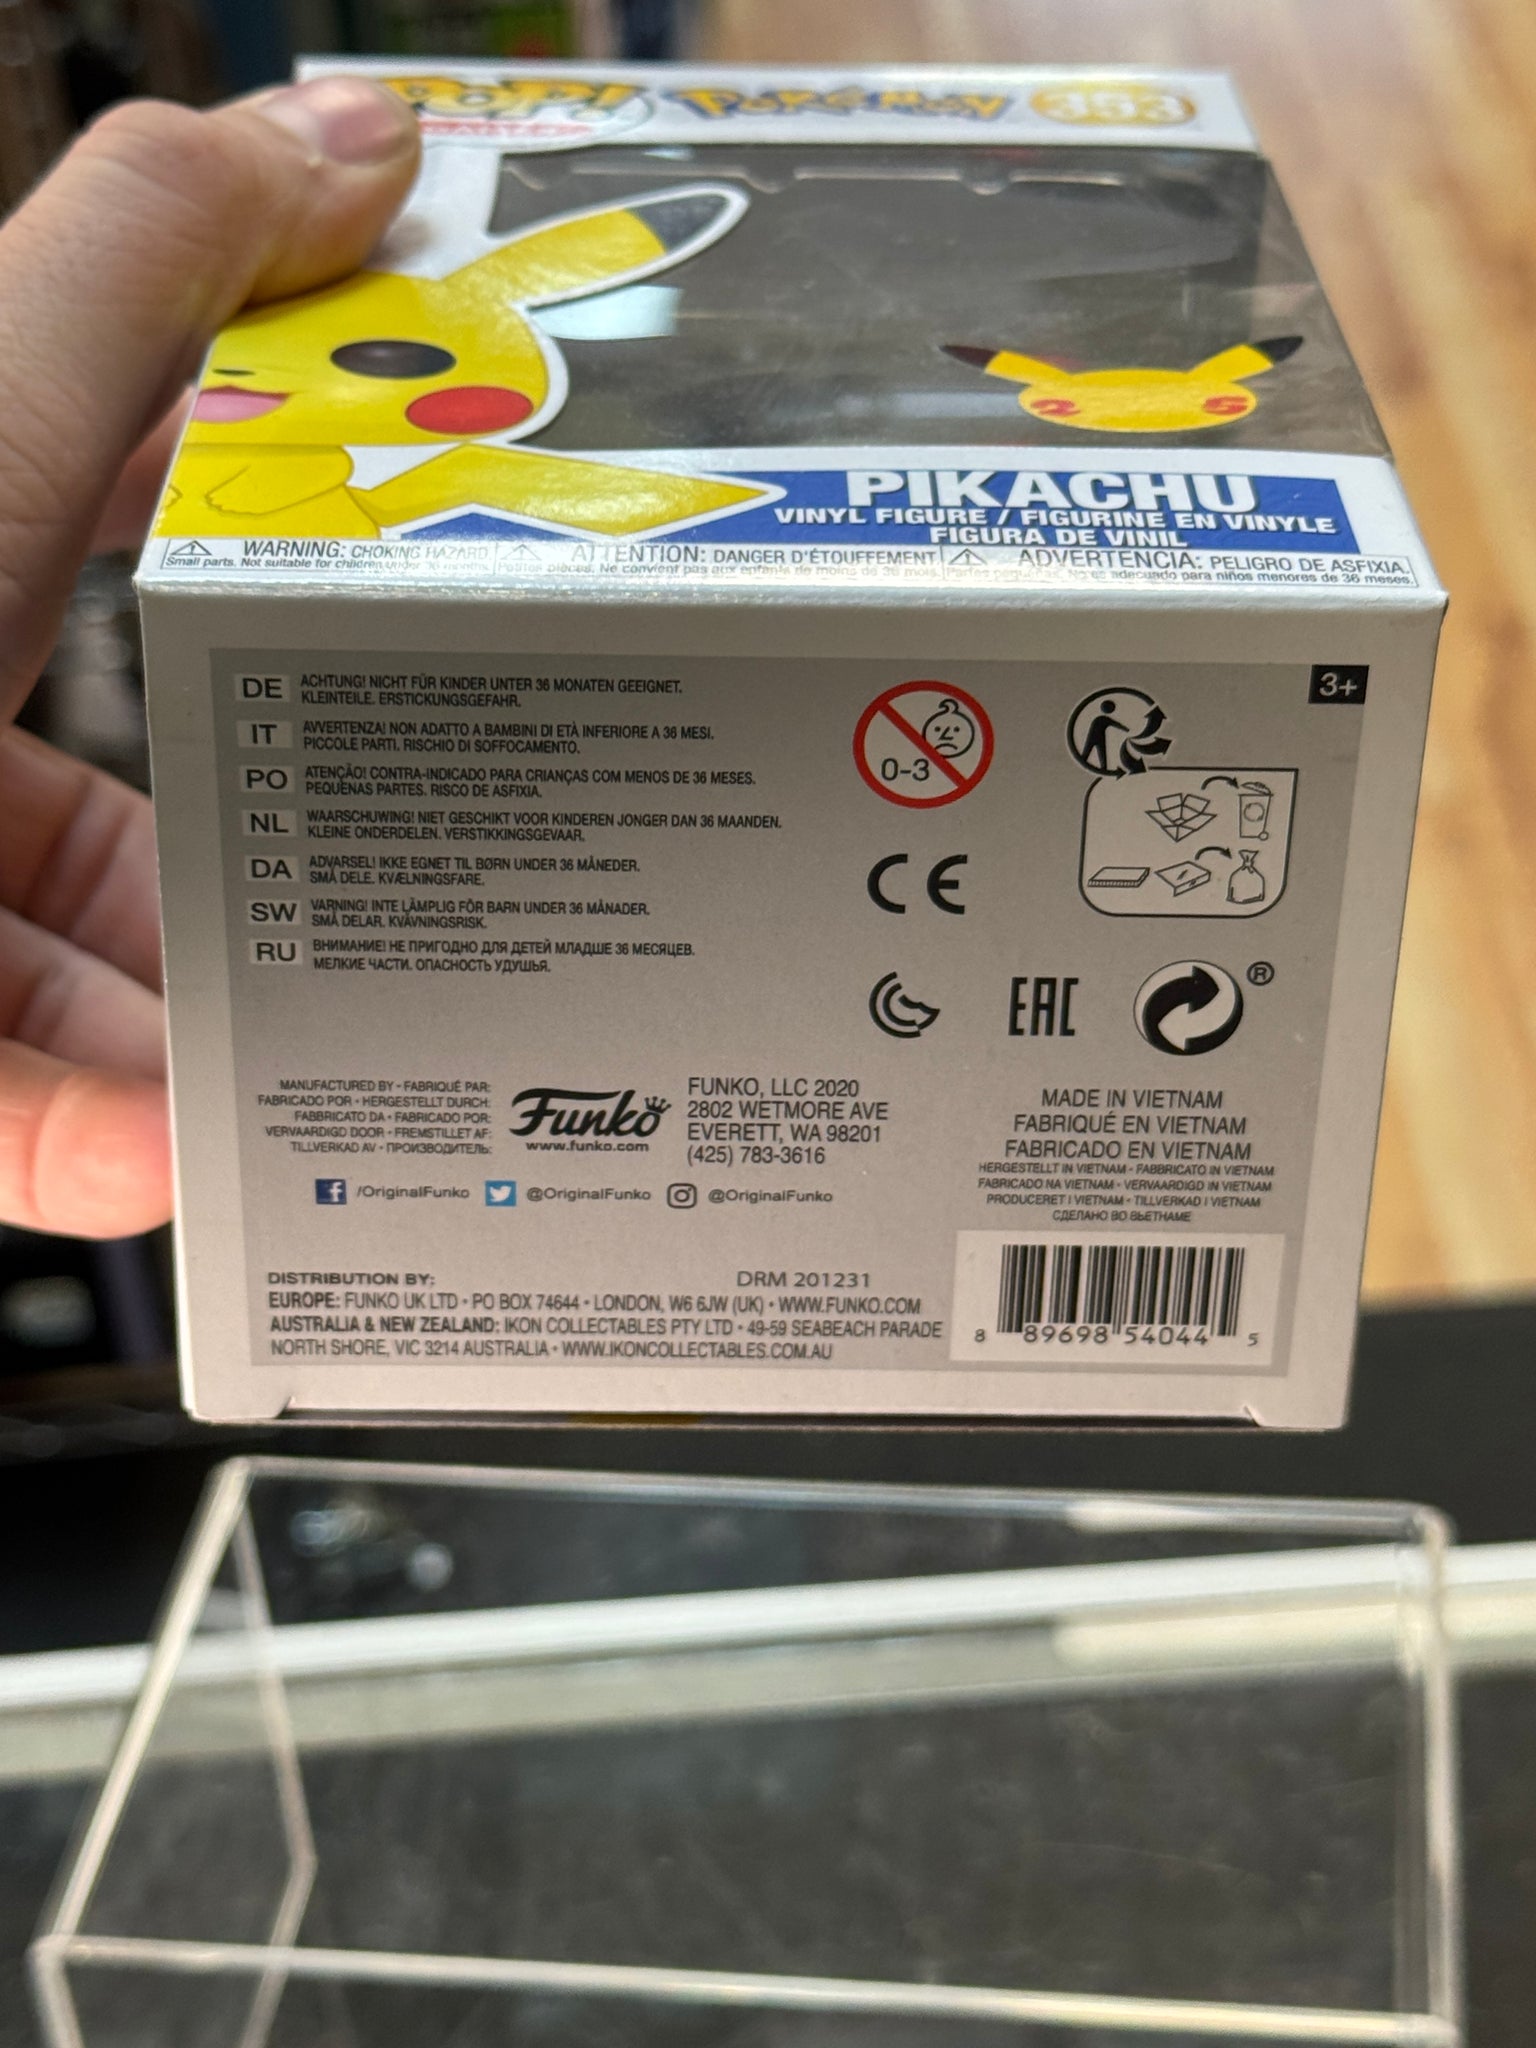 POP!
GAMES
POKÉMON
353
2 5
PIKACHU
VINYL FIGURE / FIGURINE EN VINYLE
FIGURA DE VINIL
WARNING: CHOKING HAZARD
Small parts. Not suitable for children under 36 months.
ATTENTION: DANGER D'ÉTOUFFEMENT
Petites pièces. Ne convient pas aux enfants de moins de 36 mois.
ADVERTENCIA: PELIGRO DE ASFIXIA.
Partes pequeñas. No es adecuado para niños menores de 36 meses.
3+
DE ACHTUNG! NICHT FÜR KINDER UNTER 36 MONATEN GEEIGNET.
KLEINTEILE. ERSTICKUNGSGEFAHR.
IT AVVERTENZA! NON ADATTO A BAMBINI DI ETÀ INFERIORE A 36 MESI.
PICCOLE PARTI. RISCHIO DI SOFFOCAMENTO.
PO ATENÇÃO! CONTRA-INDICADO PARA CRIANÇAS COM MENOS DE 36 MESES.
PEQUENAS PARTES. RISCO DE ASFIXIA.
NL WAARSCHUWING! NIET GESCHIKT VOOR KINDEREN JONGER DAN 36 MAANDEN.
KLEINE ONDERDELEN. VERSTIKKINGSGEVAAR.
DA ADVARSEL! IKKE EGNET TIL BØRN UNDER 36 MÅNEDER.
SMÅ DELE. KVÆLNINGSFARE.
SW VARNING! INTE LÄMPLIG FÖR BARN UNDER 36 MÅNADER.
SMÅ DELAR. KVÄVNINGSRISK.
RU ВНИМАНИЕ! НЕ ПРИГОДНО ДЛЯ ДЕТЕЙ МЛАДШЕ 36 МЕСЯЦЕВ.
МЕЛКИЕ ЧАСТИ. ОПАСНОСТЬ УДУШЬЯ.
0-3
CE
EAC
®
MANUFACTURED BY • FABRIQUÉ PAR:
FABRICADO POR • HERGESTELLT DURCH:
FABBRICATO DA • FABRICADO POR:
VERVAARDIGD DOOR • FREMSTILLET AF:
TILLVERKAD AV • ПРОИЗВОДИТЕЛЬ:
Funko
www.funko.com
FUNKO, LLC 2020
2802 WETMORE AVE
EVERETT, WA 98201
(425) 783-3616
f /OriginalFunko @OriginalFunko @OriginalFunko
MADE IN VIETNAM
FABRIQUÉ EN VIETNAM
FABRICADO EN VIETNAM
HERGESTELLT IN VIETNAM • FABBRICATO IN VIETNAM
FABRICADO NA VIETNAM • VERVAARDIGD IN VIETNAM
PRODUCERET I VIETNAM • TILLVERKAD I VIETNAM
СДЕЛАНО ВО ВЬЕТНАМЕ
DISTRIBUTION BY: DRM 201231
EUROPE: FUNKO UK LTD • PO BOX 74644 • LONDON, W6 6JW (UK) • WWW.FUNKO.COM
AUSTRALIA & NEW ZEALAND: IKON COLLECTABLES PTY LTD • 49-59 SEABEACH PARADE
NORTH SHORE, VIC 3214 AUSTRALIA • WWW.IKONCOLLECTABLES.COM.AU
8 89698 54044 5